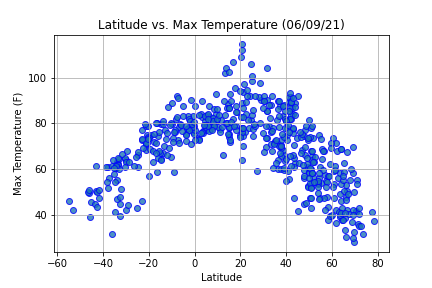 Latitude vs. Max Temperature (06/09/21)
Max Temperature (F)
100
80
60
40
−60 −40 −20 0 20 40 60 80
Latitude